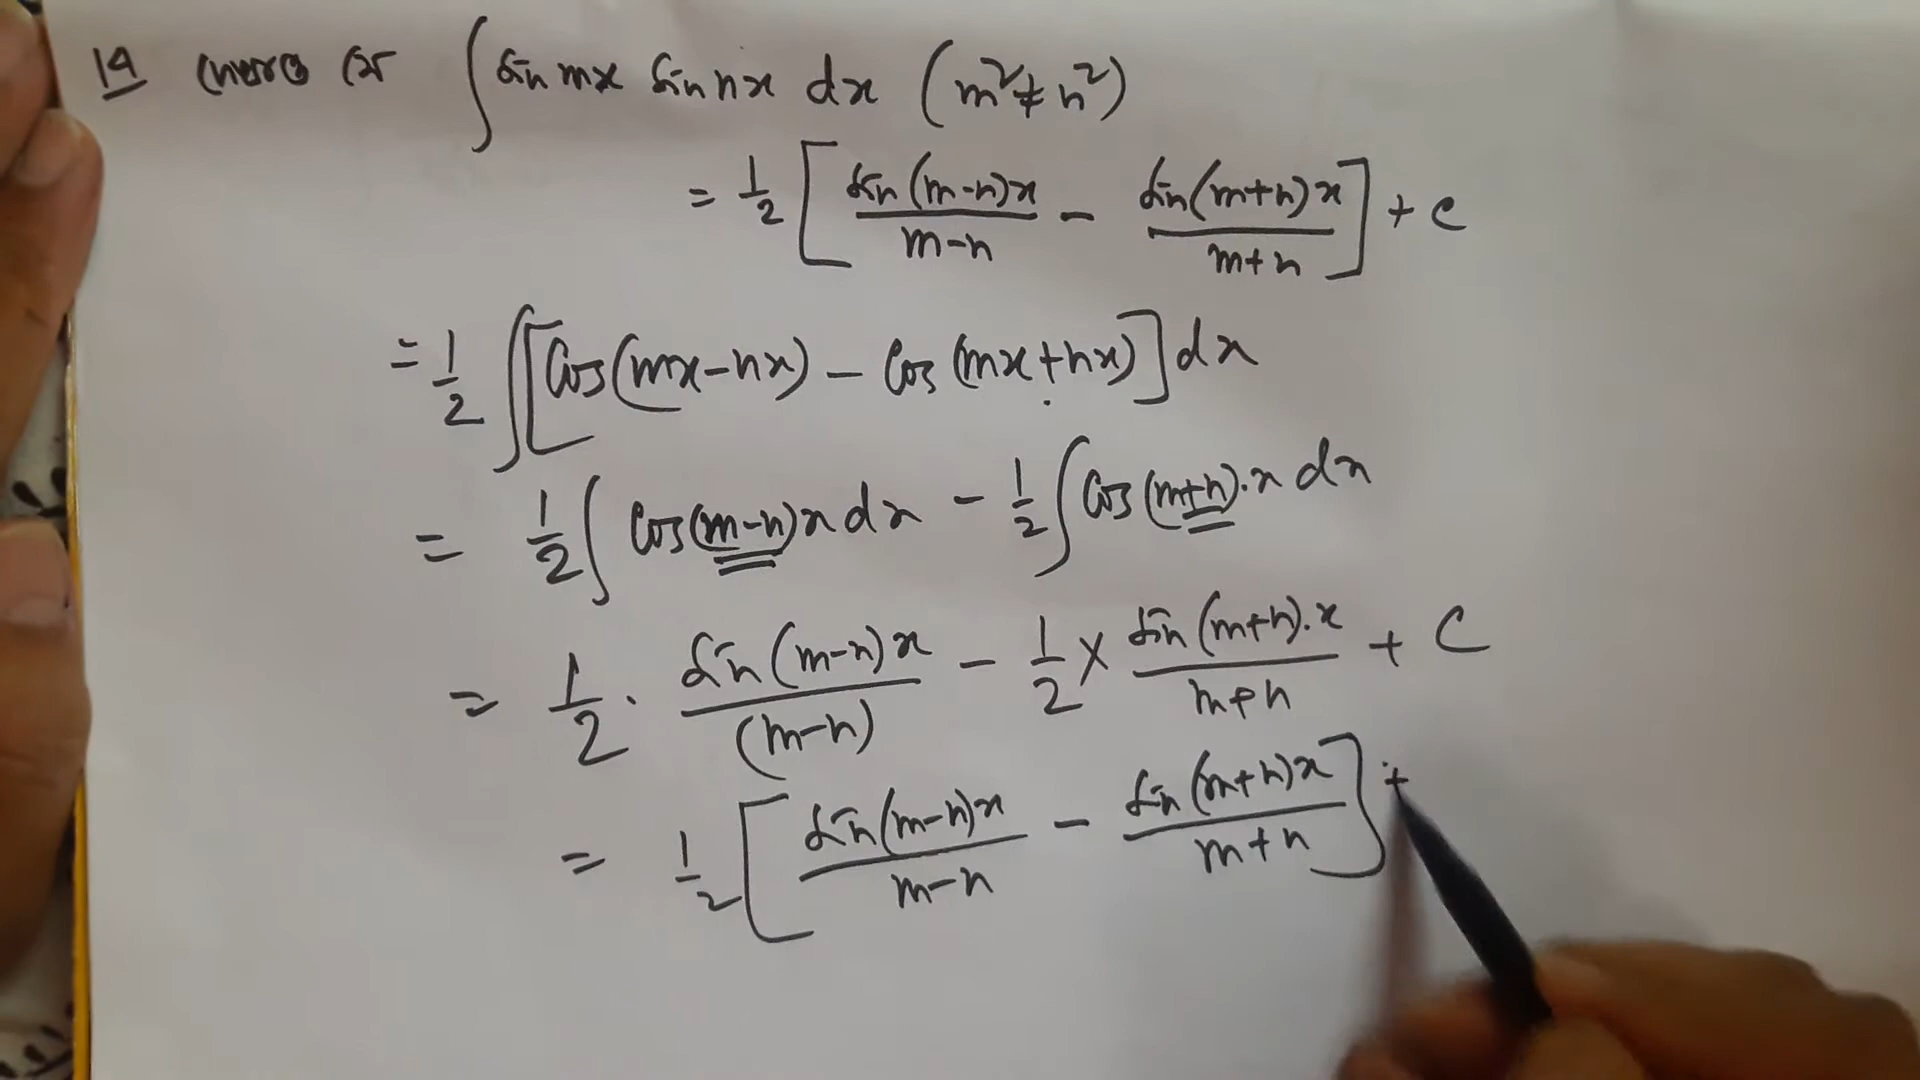 14 দেখাও যে ∫ sin mx sin nx dx (m² ≠ n²)
= 1/2 [ sin (m-n)x / m-n - sin (m+n) x / m+n ] + c
= 1/2 ∫ [Cos(mx-nx) - Cos (mx+nx)] dx
= 1/2 ∫ Cos(m-n)x dx - 1/2 ∫ Cos (m+n).x dx
= 1/2 . sin (m-n)x / (m-n) - 1/2 × sin (m+n).x / m+n + C
= 1/2 [ sin (m-n)x / m-n - sin (m+n)x / m+n ] +